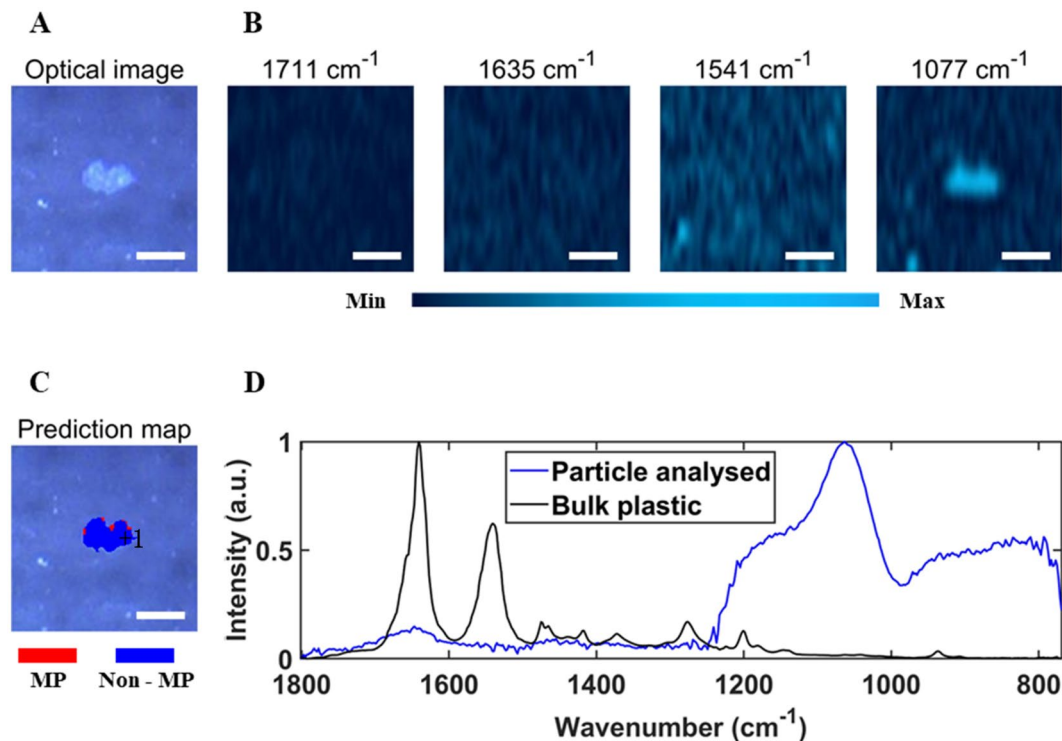 A
B
Optical image
1711 cm⁻¹
1635 cm⁻¹
1541 cm⁻¹
1077 cm⁻¹
Min
Max
C
D
Prediction map
+1
MP
Non - MP
Intensity (a.u.)
1
0.5
0
Particle analysed
Bulk plastic
1800
1600
1400
1200
1000
800
Wavenumber (cm⁻¹)